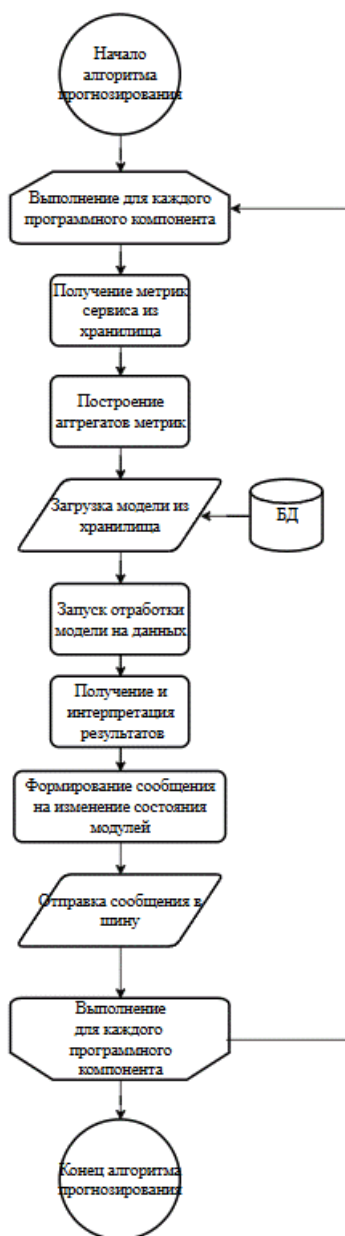 Начало
алгоритма
прогнозирования
Выполнение для каждого
программного компонента
Получение метрик
сервиса из
хранилища
Построение
аггрегатов метрик
Загрузка модели из
хранилища
БД
Запуск отработки
модели на данных
Получение и
интерпретация
результатов
Формирование сообщения
на изменение состояния
модулей
Отправка сообщения в
шину
Выполнение
для каждого
программного
компонента
Конец алгоритма
прогнозирования